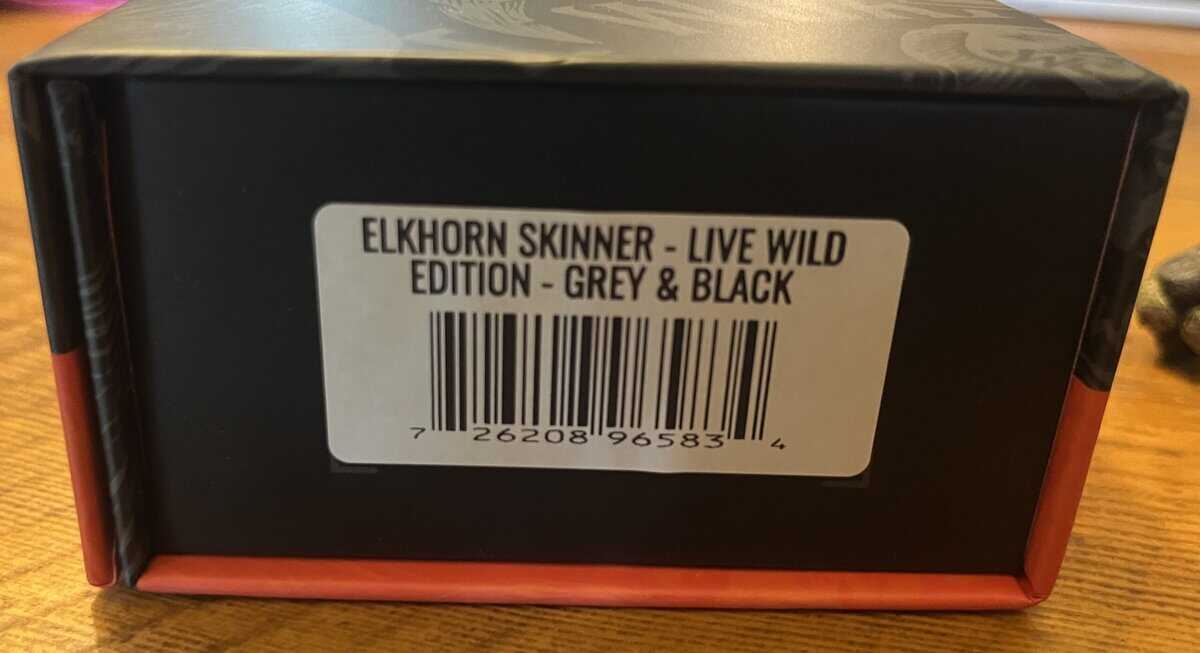 ELKHORN SKINNER - LIVE WILD
EDITION - GREY & BLACK
7 26208 96583 4